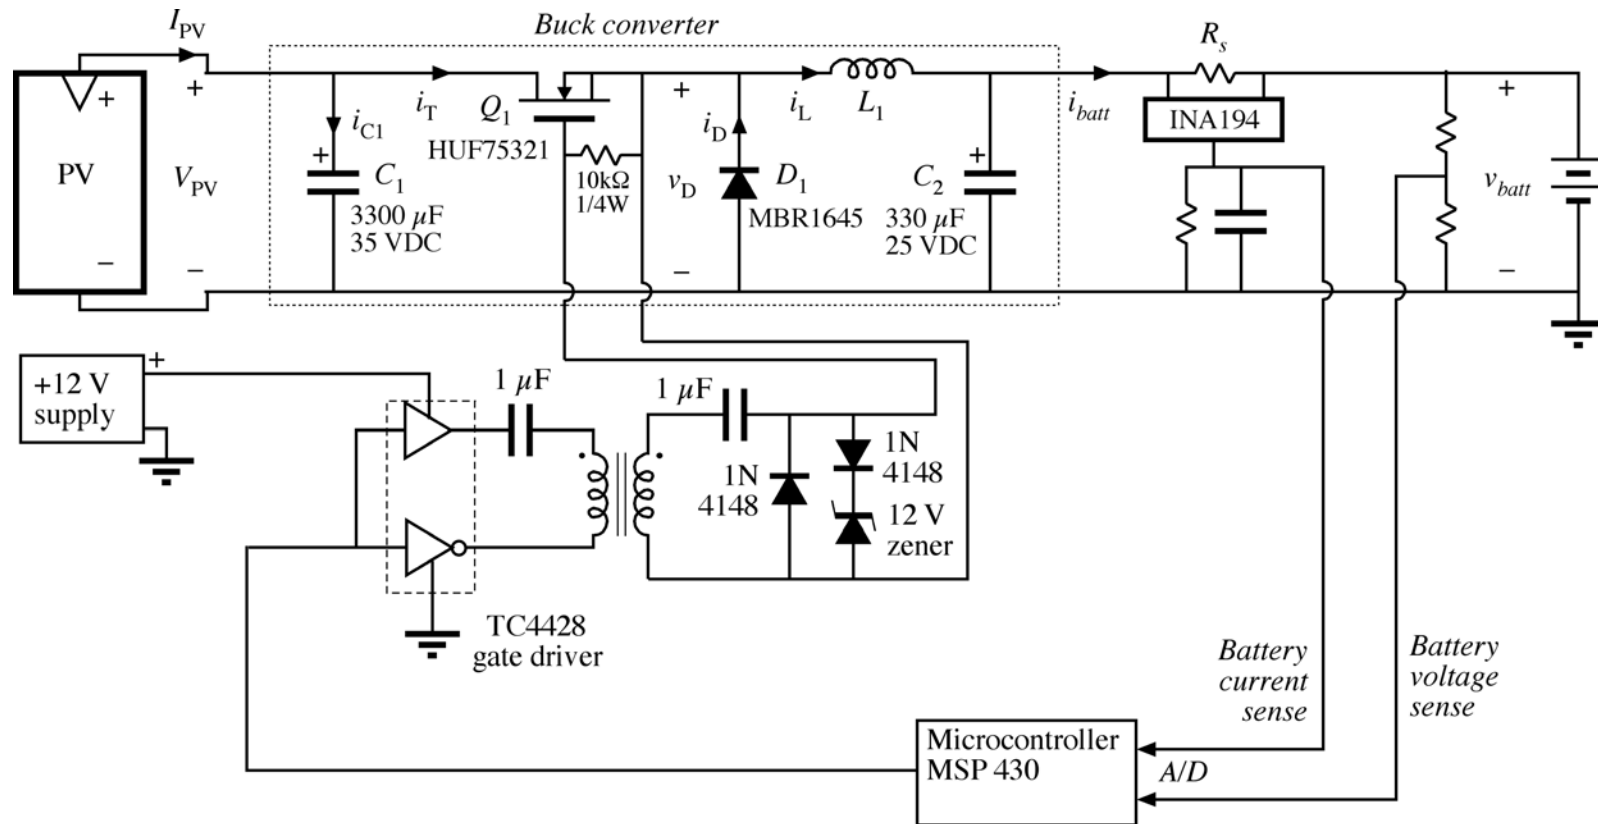 Buck converter
I_PV
+
PV
−
+
V_PV
−
i_C1
+
C_1
3300 µF
35 VDC
i_T
Q_1
HUF75321
10kΩ
1/4W
+
v_D
−
i_D
D_1
MBR1645
i_L
L_1
+
C_2
330 µF
25 VDC
i_batt
R_s
INA194
+
v_batt
−
+12 V
supply
+
1 µF
1 µF
1N
4148
1N
4148
12 V
zener
TC4428
gate driver
Battery
current
sense
Battery
voltage
sense
Microcontroller
MSP 430
A/D